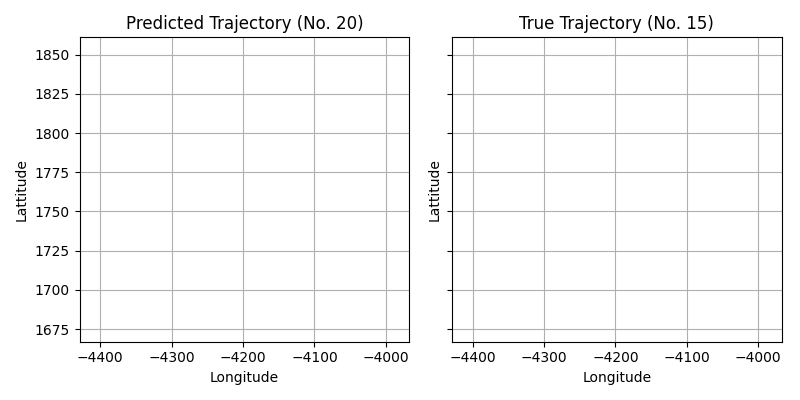 Predicted Trajectory (No. 20)
True Trajectory (No. 15)
Lattitude
1850
1825
1800
1775
1750
1725
1700
1675
−4400 −4300 −4200 −4100 −4000
Longitude
Lattitude
−4400 −4300 −4200 −4100 −4000
Longitude